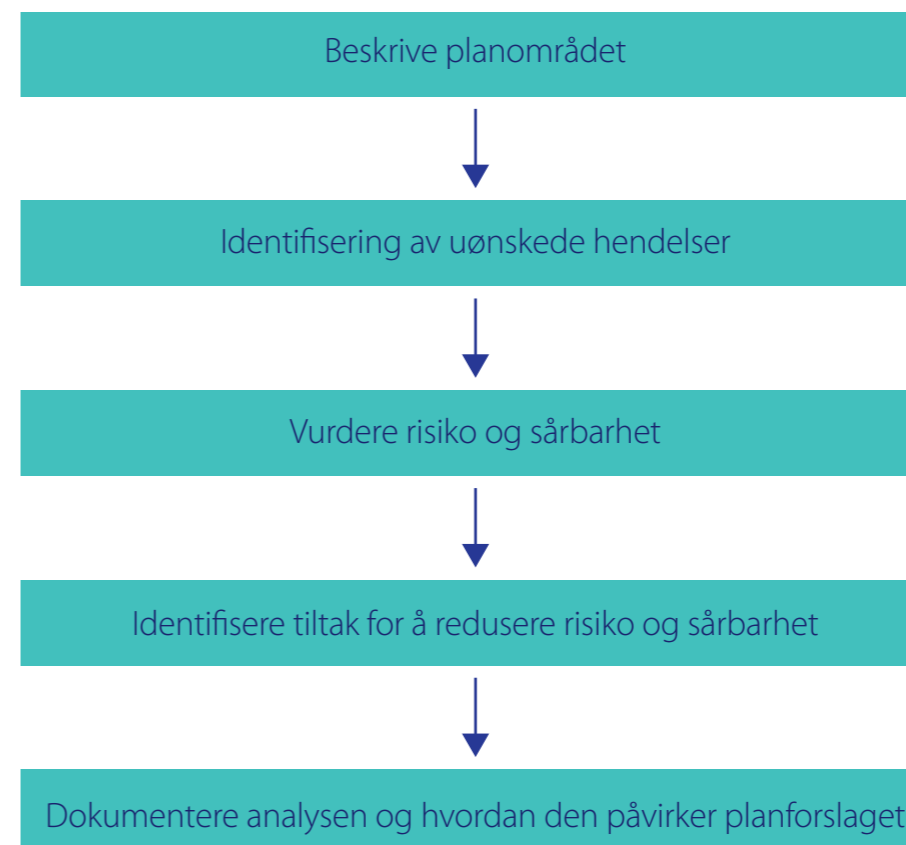 Beskrive planområdet
Identifisering av uønskede hendelser
Vurdere risiko og sårbarhet
Identifisere tiltak for å redusere risiko og sårbarhet
Dokumentere analysen og hvordan den påvirker planforslaget